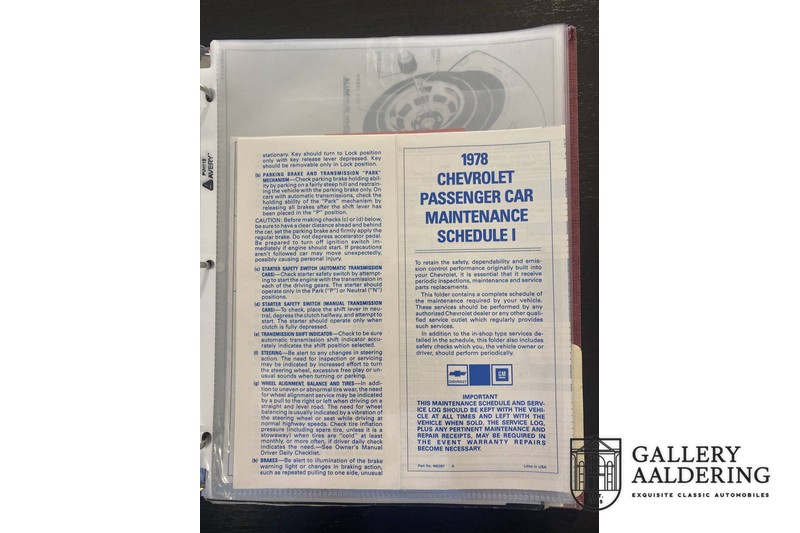 stationary. Key should turn to Lock position
only with key release lever depressed. Key
should be removable only in Lock position.
(b) PARKING BRAKE AND TRANSMISSION "PARK"
MECHANISM—Check parking brake holding abil-
ity by parking on a fairly steep hill and restrain-
ing the vehicle with the parking brake only. On
cars with automatic transmissions, check the
holding ability of the "Park" mechanism by
releasing all brakes after the shift lever has
been placed in the "P" position.
CAUTION: Before making checks (c) or (d) below,
be sure to have a clear distance ahead and behind
the car, set the parking brake and firmly apply the
regular brake. Do not depress accelerator pedal.
Be prepared to turn off ignition switch im-
mediately if engine should start. If precautions
aren't followed car may move unexpectedly,
possibly causing personal injury.
(c) STARTER SAFETY SWITCH (AUTOMATIC TRANSMISSION
CARS)—Check starter safety switch by attempt-
ing to start the engine with the transmission in
each of the driving gears. The starter should
operate only in the Park ("P") or Neutral ("N")
positions.
(d) STARTER SAFETY SWITCH (MANUAL TRANSMISSION
CARS)—To check, place the shift lever in neu-
tral, depress the clutch halfway, and attempt to
start. The starter should operate only when
clutch is fully depressed.
(e) TRANSMISSION SHIFT INDICATOR—Check to be sure
automatic transmission shift indicator accu-
rately indicates the shift position selected.
(f) STEERING—Be alert to any changes in steering
action. The need for inspection or servicing
may be indicated by increased effort to turn
the steering wheel, excessive free play or un-
usual sounds when turning or parking.
(g) WHEEL ALIGNMENT, BALANCE AND TIRES—In addi-
tion to uneven or abnormal tire wear, the need
for wheel alignment service may be indicated
by a pull to the right or left when driving on a
straight and level road. The need for wheel
balancing is usually indicated by a vibration of
the steering wheel or seat while driving at
normal highway speeds. Check tire inflation
pressure (including spare tire, unless it is a
stowaway) when tires are "cold" at least
monthly, or more often, if driver daily check
indicates the need.—See Owner's Manual
Driver Daily Checklist.
(h) BRAKES—Be alert to illumination of the brake
warning light or changes in braking action,
such as repeated pulling to one side, unusual
1978
CHEVROLET
PASSENGER CAR
MAINTENANCE
SCHEDULE I
To retain the safety, dependability and emis-
sion control performance originally built into
your Chevrolet, it is essential that it receive
periodic inspections, maintenance and service
parts replacements.
This folder contains a complete schedule of
the maintenance required by your vehicle.
These services should be performed by any
authorized Chevrolet dealer or any other quali-
fied service outlet which regularly provides
such services.
In addition to the in-shop type services de-
tailed in the schedule, this folder also includes
safety checks which you, the vehicle owner or
driver, should perform periodically.
CHEVROLET
GM
IMPORTANT
THIS MAINTENANCE SCHEDULE AND SERV-
ICE LOG SHOULD BE KEPT WITH THE VEHI-
CLE AT ALL TIMES AND LEFT WITH THE
VEHICLE WHEN SOLD. THE SERVICE LOG,
PLUS ANY PERTINENT MAINTENANCE AND
REPAIR RECEIPTS, MAY BE REQUIRED IN
THE EVENT WARRANTY REPAIRS
BECOME NECESSARY.
Part No.
Litho in USA
AVERY
GALLERY
AALDERING
EXQUISITE CLASSIC AUTOMOBILES